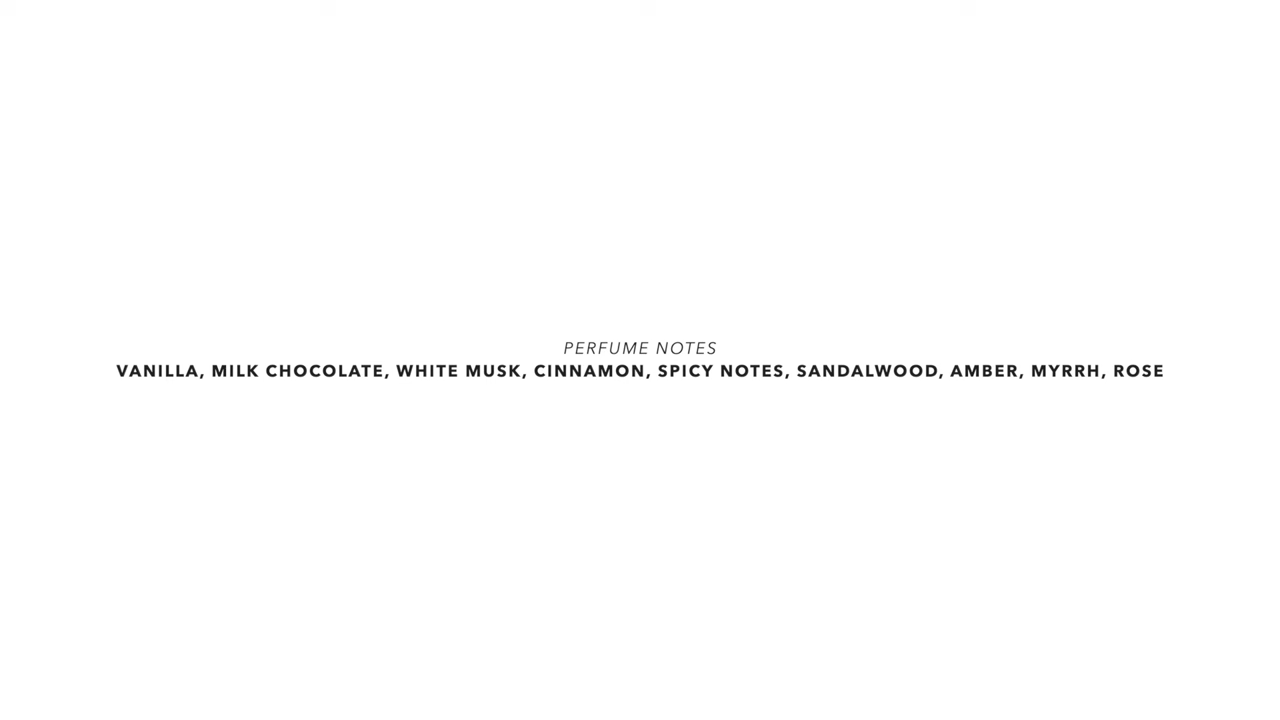 PERFUME NOTES
VANILLA, MILK CHOCOLATE, WHITE MUSK, CINNAMON, SPICY NOTES, SANDALWOOD, AMBER, MYRRH, ROSE